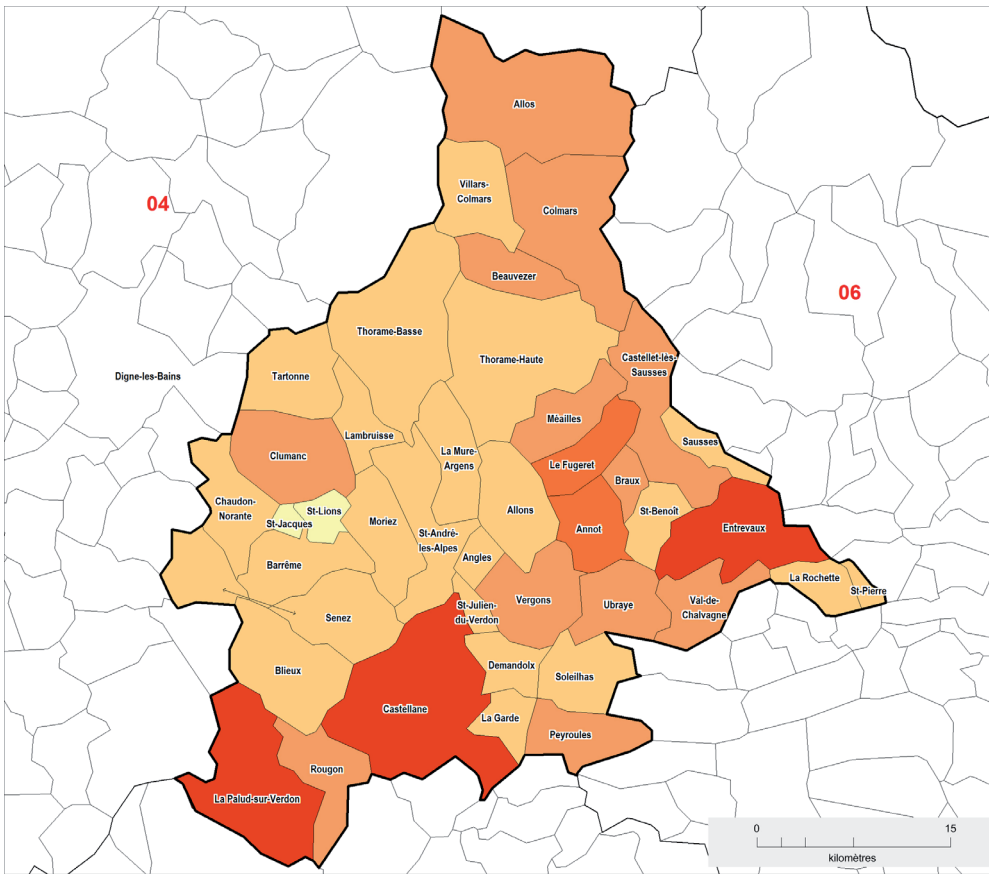 Allos
Villars-
Colmars
04
Colmars
Beauvezer
06
Thorame-Basse
Thorame-Haute
Castellet-lès-
Sausses
Digne-les-Bains
Tartonne
Méailles
Lambruisse
Sausses
La Mure-
Argens
Clumanc
Le Fugeret
Braux
Chaudon-
Norante
St-Lions
St-Jacques
Moriez
Allons
St-Benoît
Annot
Entrevaux
St-André-
les-Alpes
Angles
Barrême
La Rochette
St-Pierre
Vergons
Ubraye
Val-de-
Chalvagne
St-Julien-
du-Verdon
Senez
Blieux
Demandolx
Soleilhas
Castellane
La Garde
Peyroules
Rougon
La Palud-sur-Verdon
0 15
kilomètres